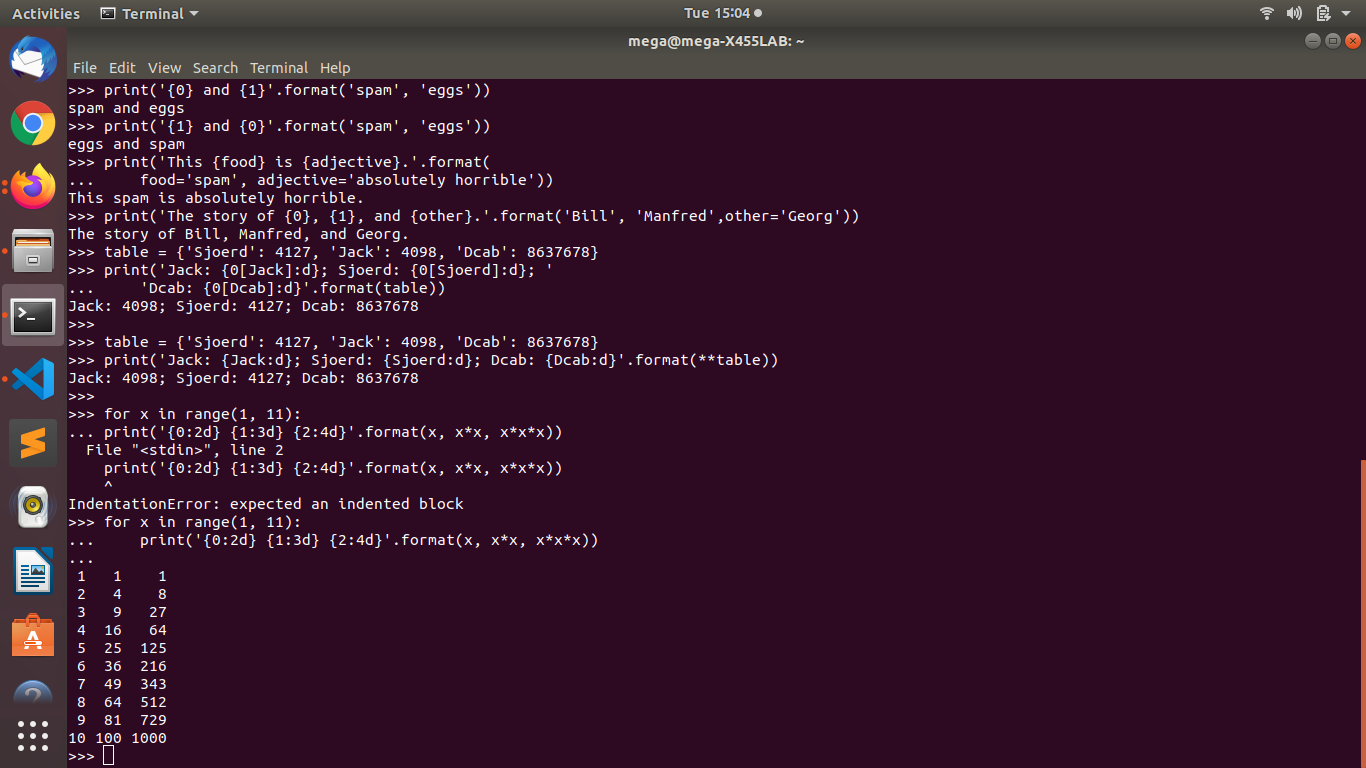 Activities Terminal Tue 15:04
mega@mega-X455LAB: ~
File Edit View Search Terminal Help
>>> print('{0} and {1}'.format('spam', 'eggs'))
spam and eggs
>>> print('{1} and {0}'.format('spam', 'eggs'))
eggs and spam
>>> print('This {food} is {adjective}.'.format(
...     food='spam', adjective='absolutely horrible'))
This spam is absolutely horrible.
>>> print('The story of {0}, {1}, and {other}.'.format('Bill', 'Manfred',other='Georg'))
The story of Bill, Manfred, and Georg.
>>> table = {'Sjoerd': 4127, 'Jack': 4098, 'Dcab': 8637678}
>>> print('Jack: {0[Jack]:d}; Sjoerd: {0[Sjoerd]:d}; '
...     'Dcab: {0[Dcab]:d}'.format(table))
Jack: 4098; Sjoerd: 4127; Dcab: 8637678
>>>
>>> table = {'Sjoerd': 4127, 'Jack': 4098, 'Dcab': 8637678}
>>> print('Jack: {Jack:d}; Sjoerd: {Sjoerd:d}; Dcab: {Dcab:d}'.format(**table))
Jack: 4098; Sjoerd: 4127; Dcab: 8637678
>>>
>>> for x in range(1, 11):
... print('{0:2d} {1:3d} {2:4d}'.format(x, x*x, x*x*x))
  File "<stdin>", line 2
    print('{0:2d} {1:3d} {2:4d}'.format(x, x*x, x*x*x))
    ^
IndentationError: expected an indented block
>>> for x in range(1, 11):
...     print('{0:2d} {1:3d} {2:4d}'.format(x, x*x, x*x*x))
...
 1   1    1
 2   4    8
 3   9   27
 4  16   64
 5  25  125
 6  36  216
 7  49  343
 8  64  512
 9  81  729
10 100 1000
>>>